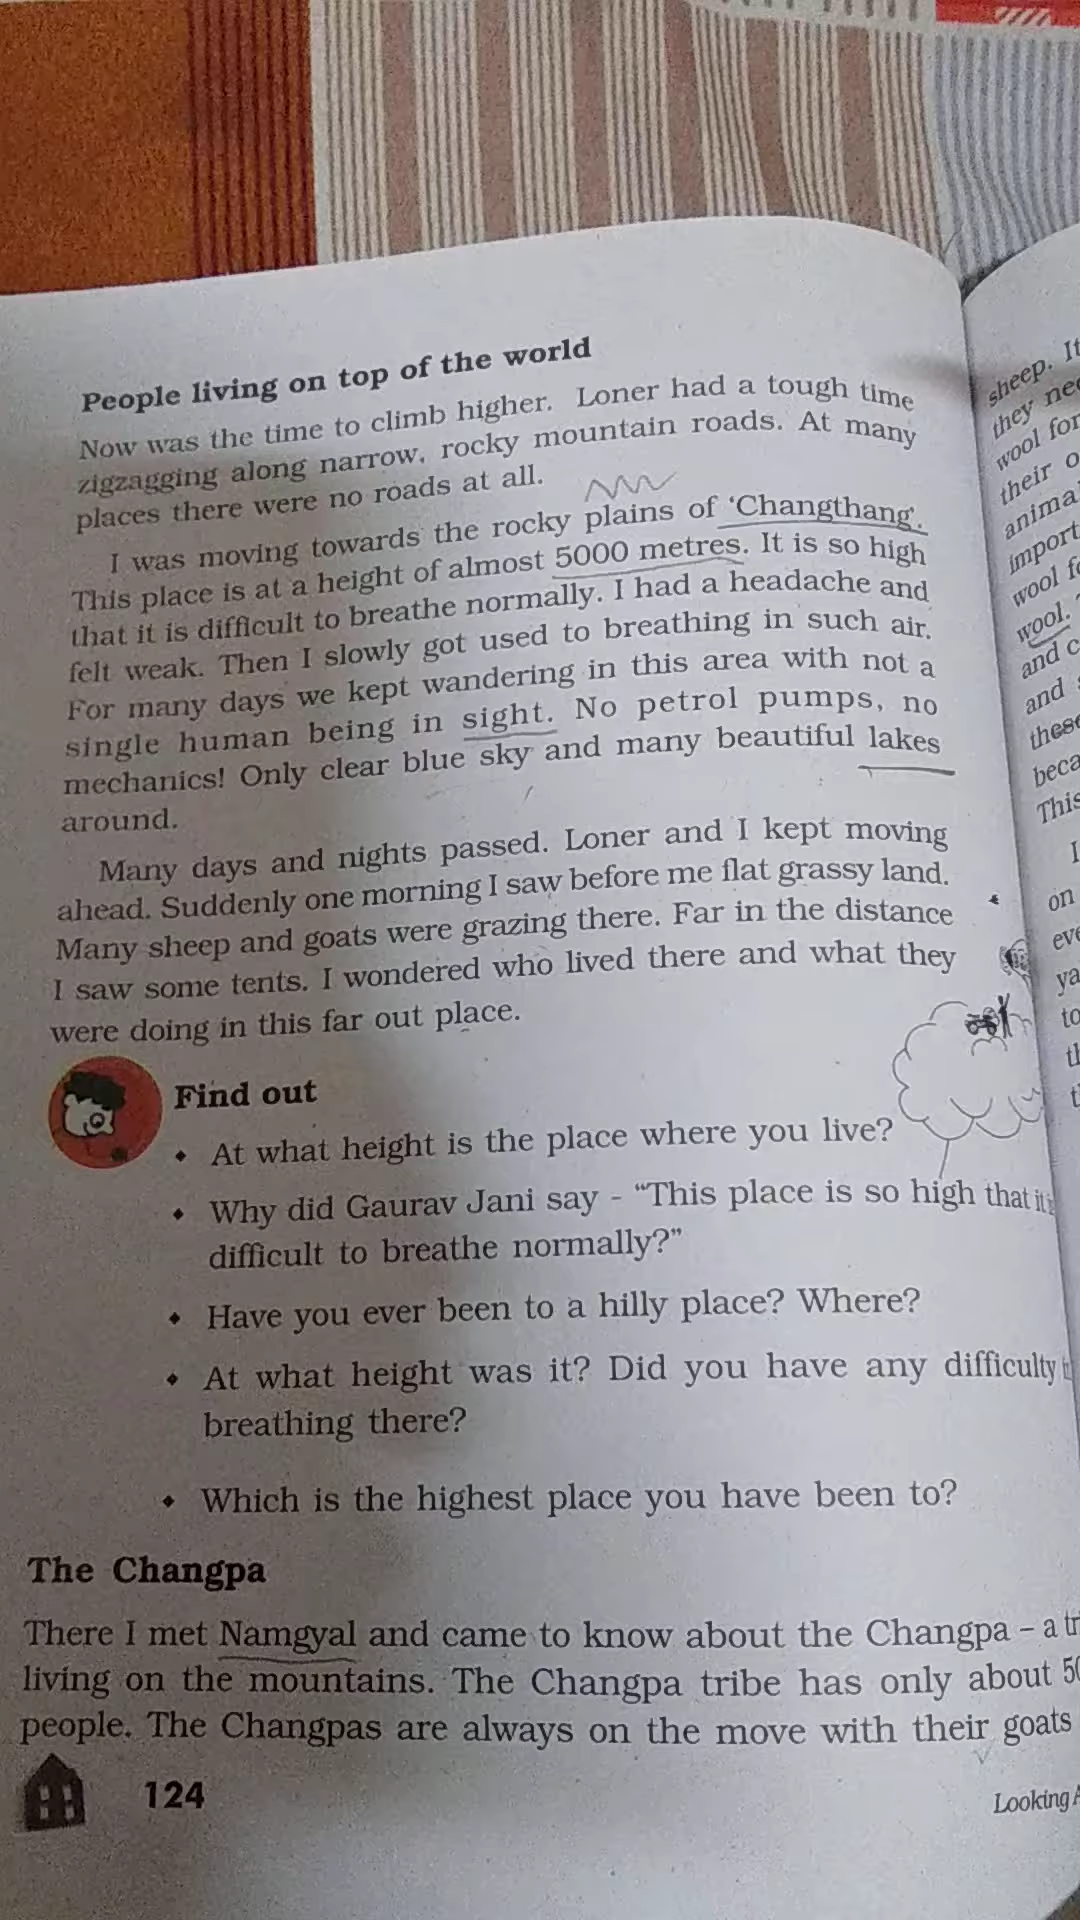 People living on top of the world
Now was the time to climb higher. Loner had a tough time
zigzagging along narrow, rocky mountain roads. At many
places there were no roads at all.
I was moving towards the rocky plains of 'Changthang'.
This place is at a height of almost 5000 metres. It is so high
that it is difficult to breathe normally. I had a headache and
felt weak. Then I slowly got used to breathing in such air.
For many days we kept wandering in this area with not a
single human being in sight. No petrol pumps, no
mechanics! Only clear blue sky and many beautiful lakes
around.
Many days and nights passed. Loner and I kept moving
ahead. Suddenly one morning I saw before me flat grassy land.
Many sheep and goats were grazing there. Far in the distance
I saw some tents. I wondered who lived there and what they
were doing in this far out place.
Find out
• At what height is the place where you live?
• Why did Gaurav Jani say - "This place is so high that it
difficult to breathe normally?"
• Have you ever been to a hilly place? Where?
• At what height was it? Did you have any difficulty
breathing there?
• Which is the highest place you have been to?
The Changpa
There I met Namgyal and came to know about the Changpa – a
living on the mountains. The Changpa tribe has only about
people. The Changpas are always on the move with their goats
124
Looking
sheep. It
they
wool for
their
wool
wool.
and
and
This
I
on
to